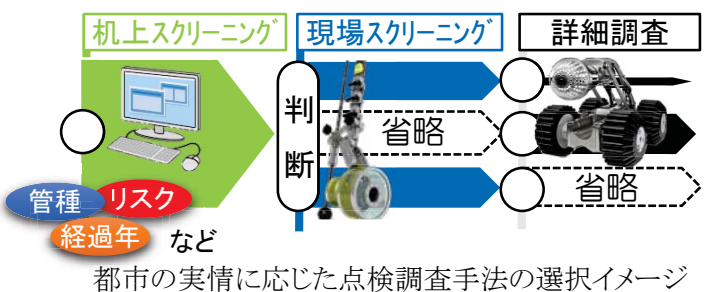 机上スクリーニング
現場スクリーニング
詳細調査
判断
省略
省略
管種
リスク
経過年
など
都市の実情に応じた点検調査手法の選択イメージ